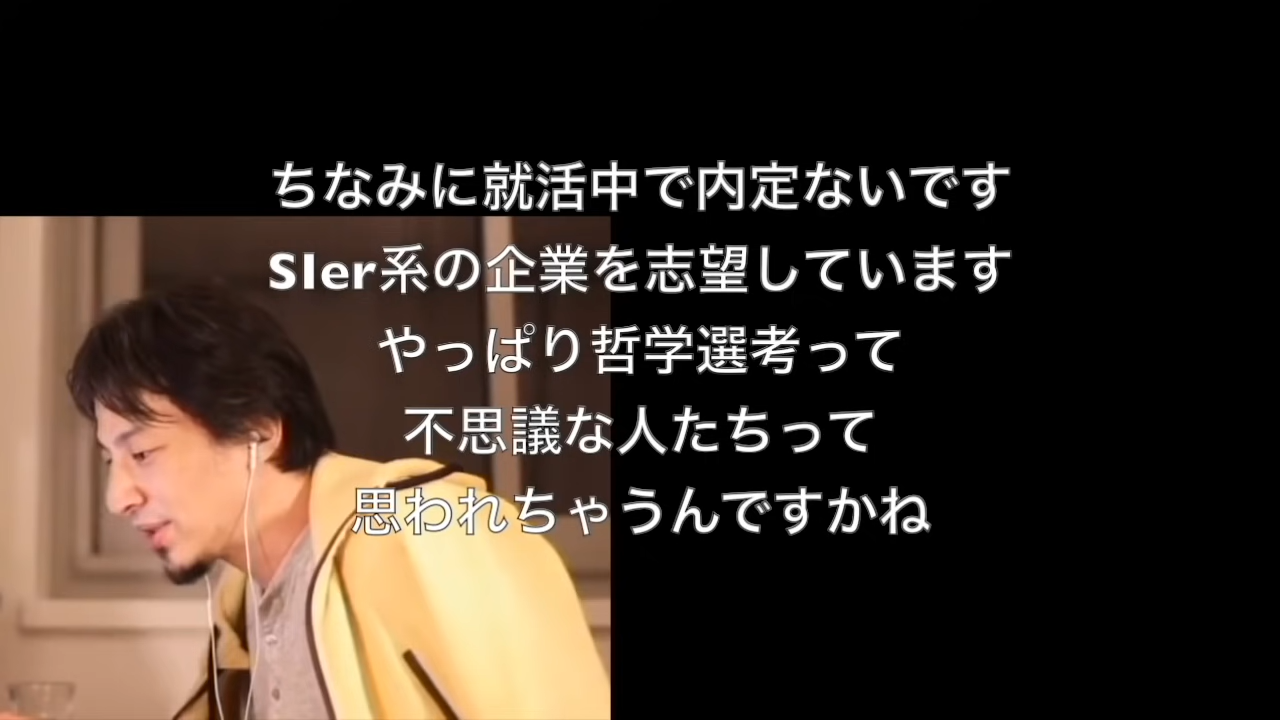 ちなみに就活中で内定ないです
SIer系の企業を志望しています
やっぱり哲学選考って
不思議な人たちって
思われちゃうんですかね